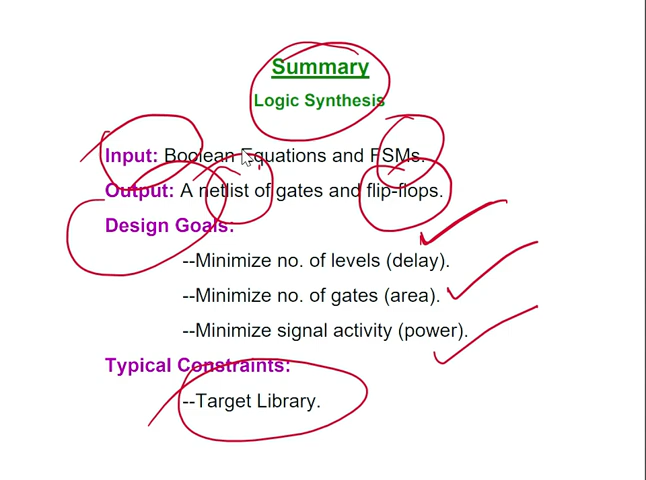 Summary
Logic Synthesis
Input: Boolean Equations and FSMs.
Output: A netlist of gates and flip-flops.
Design Goals:
--Minimize no. of levels (delay).
--Minimize no. of gates (area).
--Minimize signal activity (power).
Typical Constraints:
--Target Library.